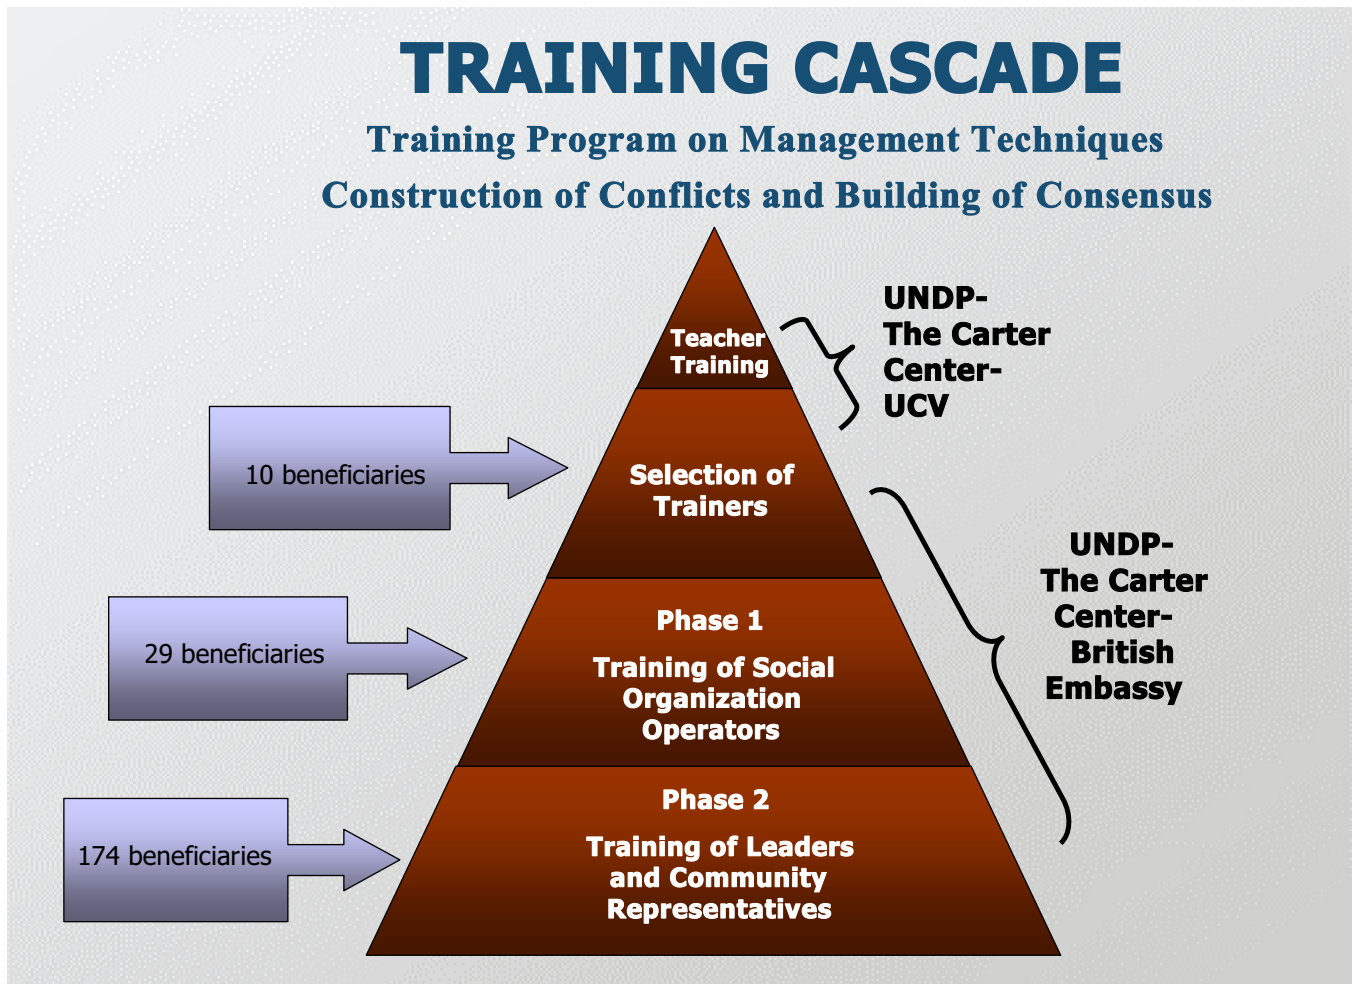 TRAINING CASCADE
Training Program on Management Techniques
Construction of Conflicts and Building of Consensus
Teacher
Training
UNDP-
The Carter
Center-
UCV
10 beneficiaries
Selection of
Trainers
UNDP-
The Carter
Center-
British
Embassy
29 beneficiaries
Phase 1
Training of Social
Organization
Operators
174 beneficiaries
Phase 2
Training of Leaders
and Community
Representatives